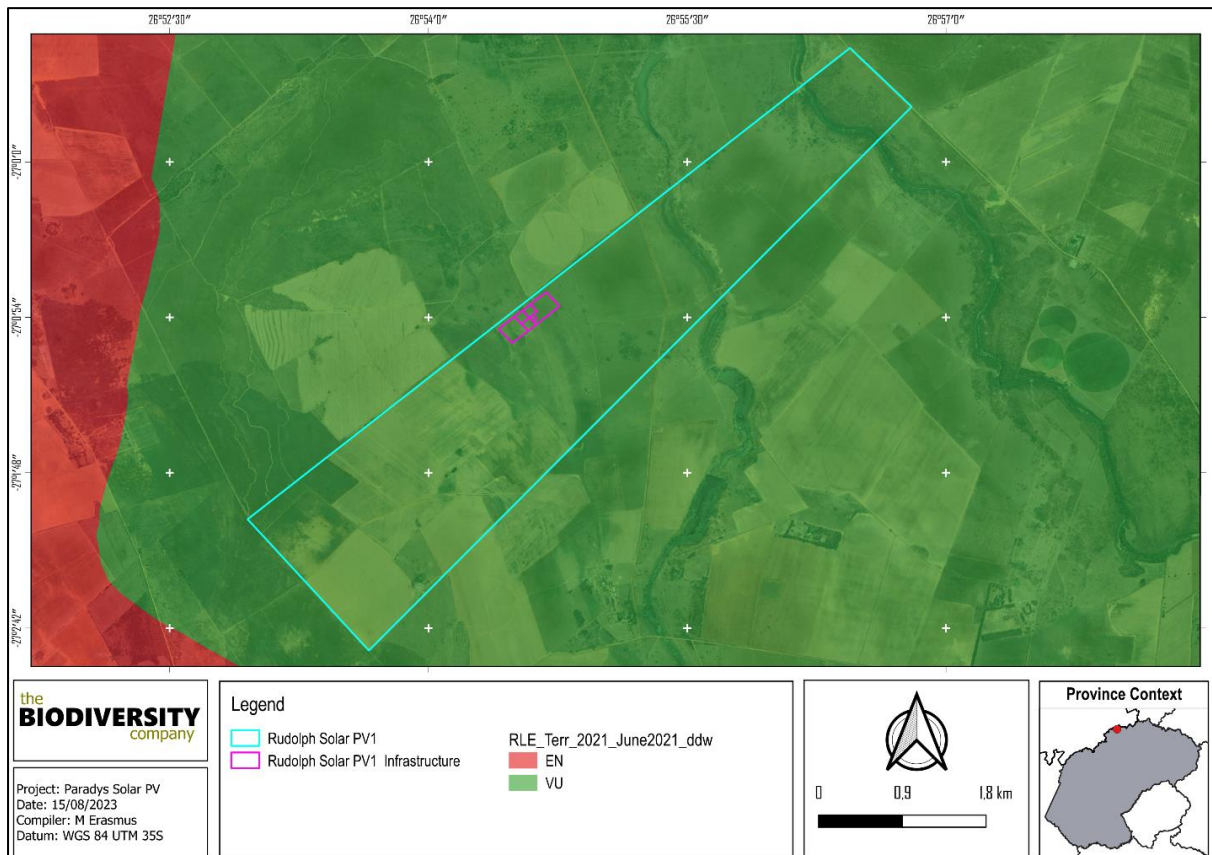 26°52′30″ 26°54′0″ 26°55′30″ 26°57′0″
-27°0′0″
-27°0′54″
-27°1′48″
-27°2′42″
the
BIODIVERSITY
company
Project: Paradys Solar PV
Date: 15/08/2023
Compiler: M Erasmus
Datum: WGS 84 UTM 35S
Legend
Rudolph Solar PV1
Rudolph Solar PV1 Infrastructure
RLE_Terr_2021_June2021_ddw
EN
VU
0 0,9 1,8 km
Province Context